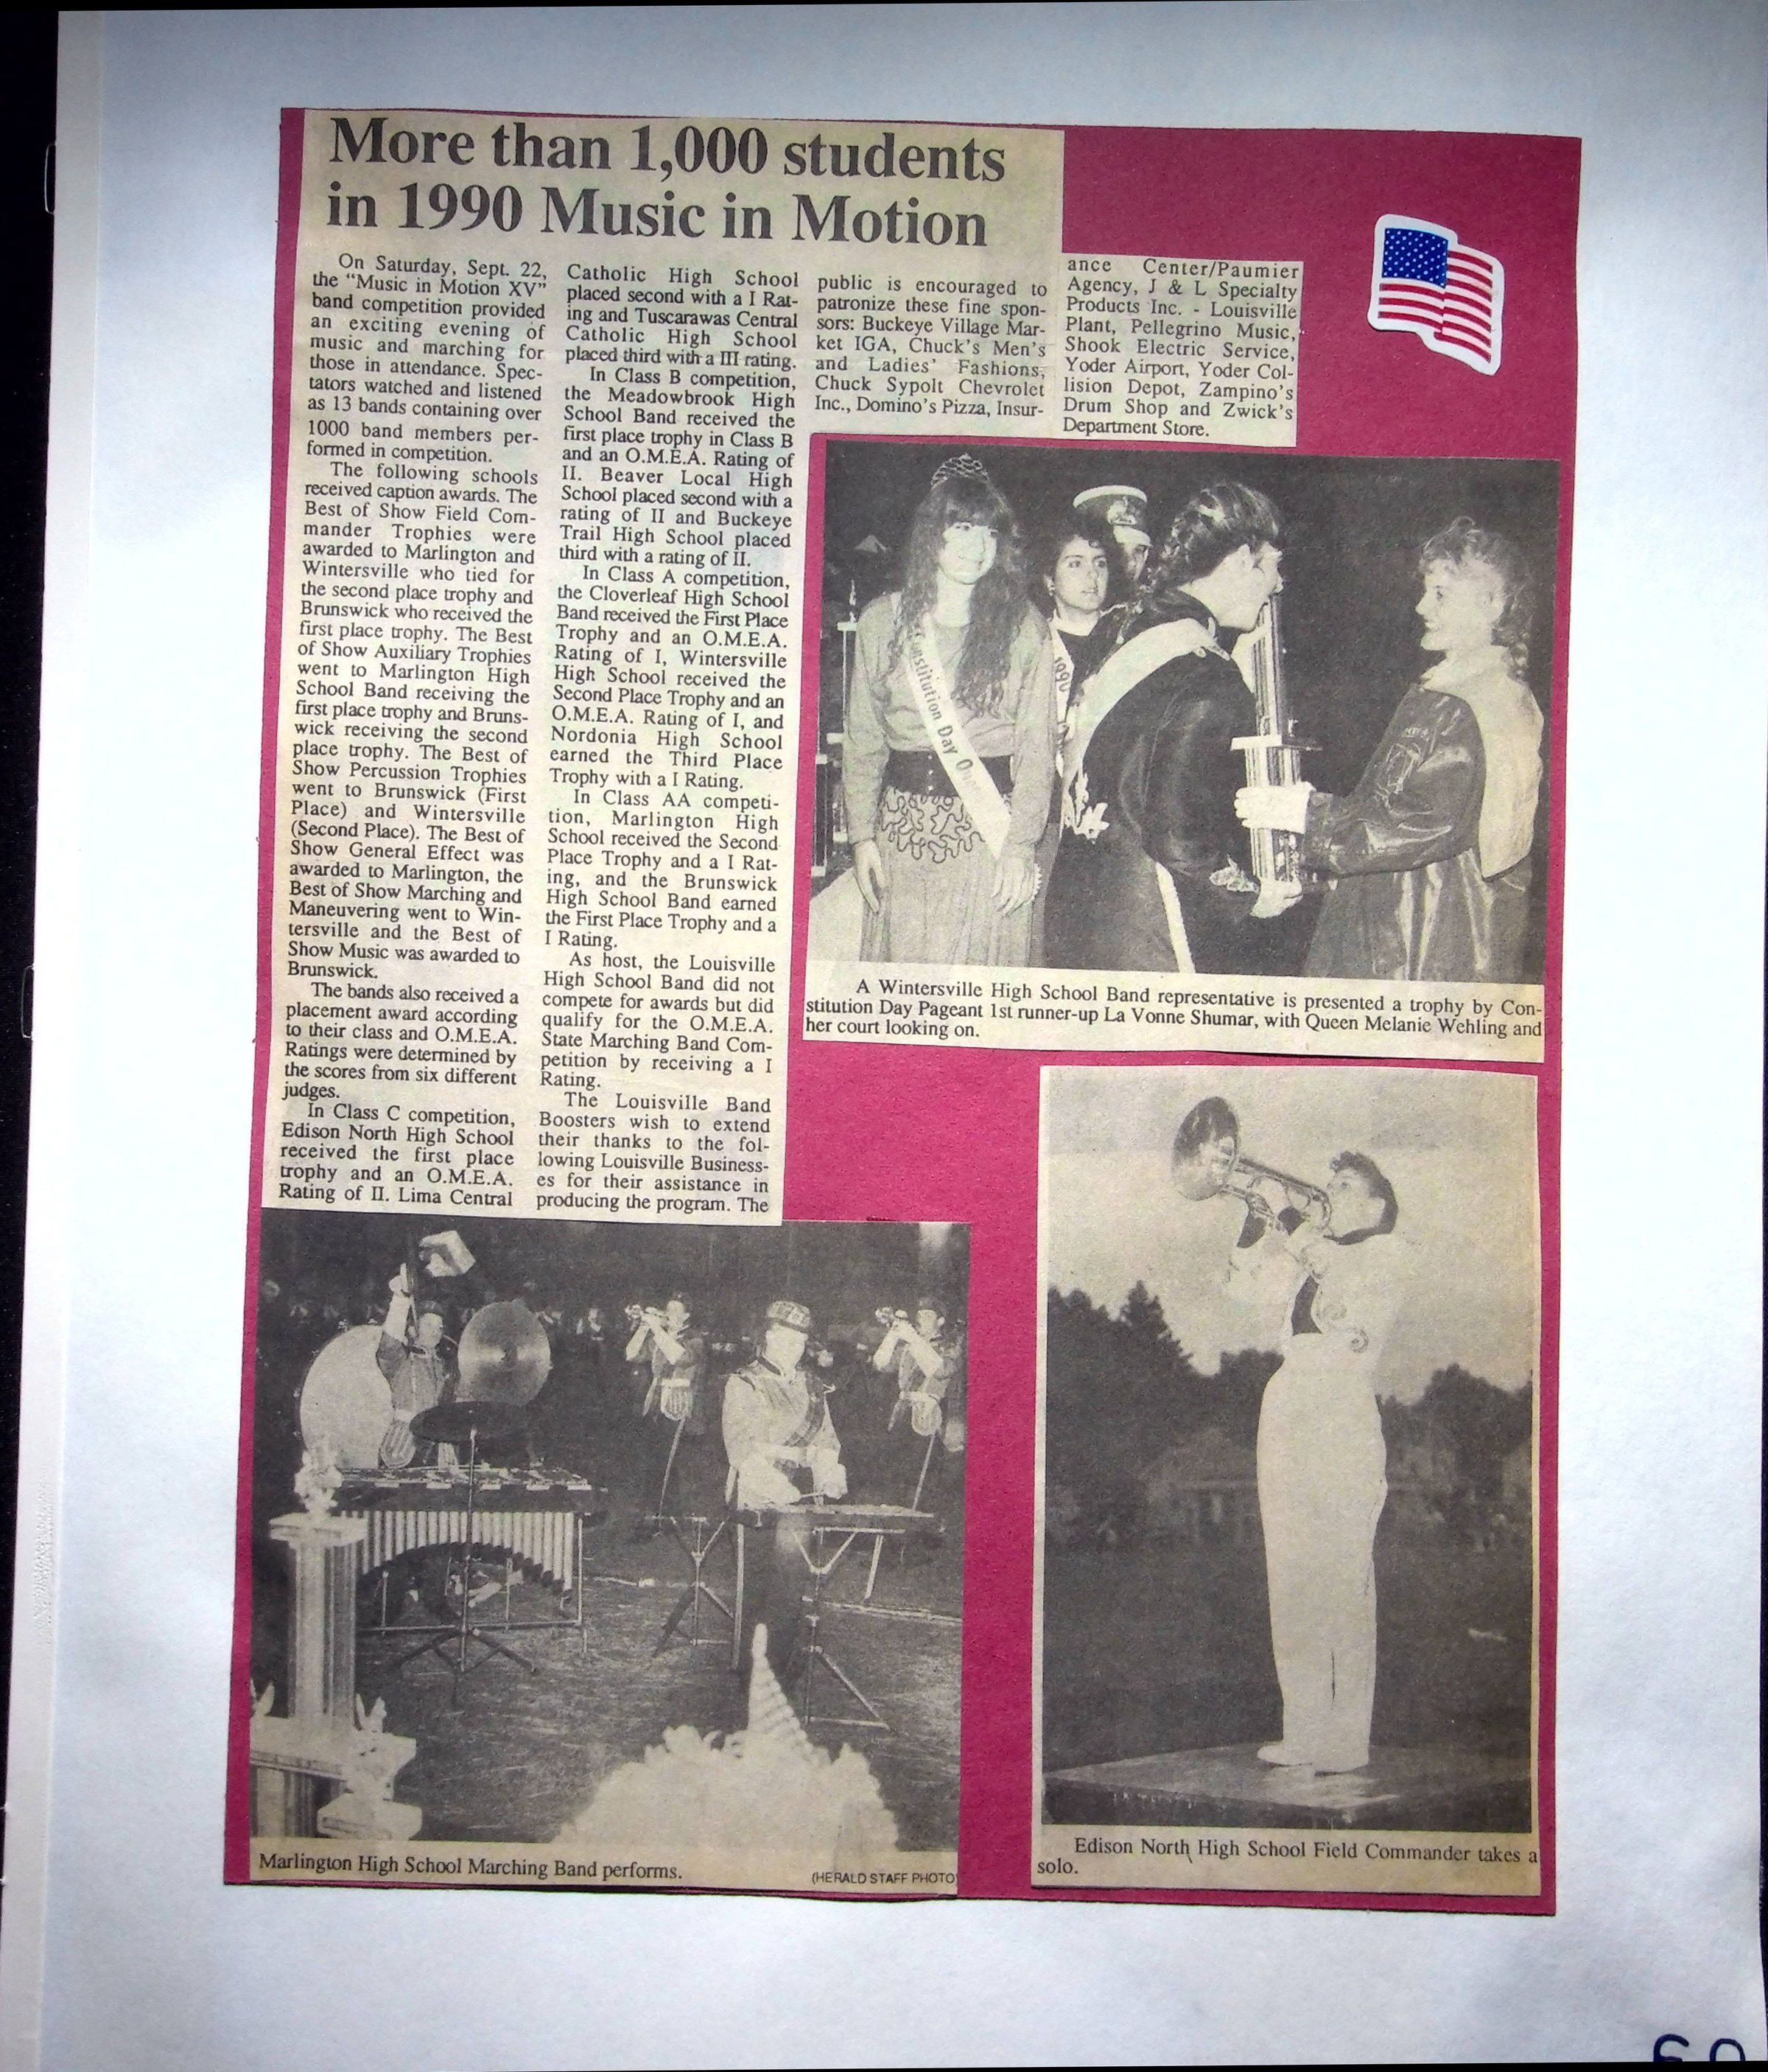 More than 1,000 students
in 1990 Music in Motion
On Saturday, Sept. 22,
the "Music in Motion XV"
band competition provided
an exciting evening of
music and marching for
those in attendance. Spec-
tators watched and listened
as 13 bands containing over
1000 band members per-
formed in competition.
The following schools
received caption awards. The
Best of Show Field Com-
mander Trophies were
awarded to Marlington and
Wintersville who tied for
the second place trophy and
Brunswick who received the
first place trophy. The Best
of Show Auxiliary Trophies
went to Marlington High
School Band receiving the
first place trophy and Bruns-
wick receiving the second
place trophy. The Best of
Show Percussion Trophies
went to Brunswick (First
Place) and Wintersville
(Second Place). The Best of
Show General Effect was
awarded to Marlington, the
Best of Show Marching and
Maneuvering went to Win-
tersville and the Best of
Show Music was awarded to
Brunswick.
The bands also received a
placement award according
to their class and O.M.E.A.
Ratings were determined by
the scores from six different
judges.
In Class C competition,
Edison North High School
received the first place
trophy and an O.M.E.A.
Rating of II. Lima Central
Catholic High School
placed second with a I Rat-
ing and Tuscarawas Central
Catholic High School
placed third with a III rating.
In Class B competition,
the Meadowbrook High
School Band received the
first place trophy in Class B
and an O.M.E.A. Rating of
II. Beaver Local High
School placed second with a
rating of II and Buckeye
Trail High School placed
third with a rating of II.
In Class A competition,
the Cloverleaf High School
Band received the First Place
Trophy and an O.M.E.A.
Rating of I, Wintersville
High School received the
Second Place Trophy and an
O.M.E.A. Rating of I, and
Nordonia High School
earned the Third Place
Trophy with a I Rating.
In Class AA competi-
tion, Marlington High
School received the Second
Place Trophy and a I Rat-
ing, and the Brunswick
High School Band earned
the First Place Trophy and a
I Rating.
As host, the Louisville
High School Band did not
compete for awards but did
qualify for the O.M.E.A.
State Marching Band Com-
petition by receiving a I
Rating.
The Louisville Band
Boosters wish to extend
their thanks to the fol-
lowing Louisville Business-
es for their assistance in
producing the program. The
public is encouraged to
patronize these fine spon-
sors: Buckeye Village Mar-
ket IGA, Chuck's Men's
and Ladies' Fashions,
Chuck Sypolt Chevrolet
Inc., Domino's Pizza, Insur-
ance Center/Paumier
Agency, J & L Specialty
Products Inc. - Louisville
Plant, Pellegrino Music,
Shook Electric Service,
Yoder Airport, Yoder Col-
lision Depot, Zampino's
Drum Shop and Zwick's
Department Store.
Constitution Day
1990
A Wintersville High School Band representative is presented a trophy by Con-
stitution Day Pageant 1st runner-up La Vonne Shumar, with Queen Melanie Wehling and
her court looking on.
Marlington High School Marching Band performs.
(HERALD STAFF PHOTO
Edison North High School Field Commander takes a
solo.